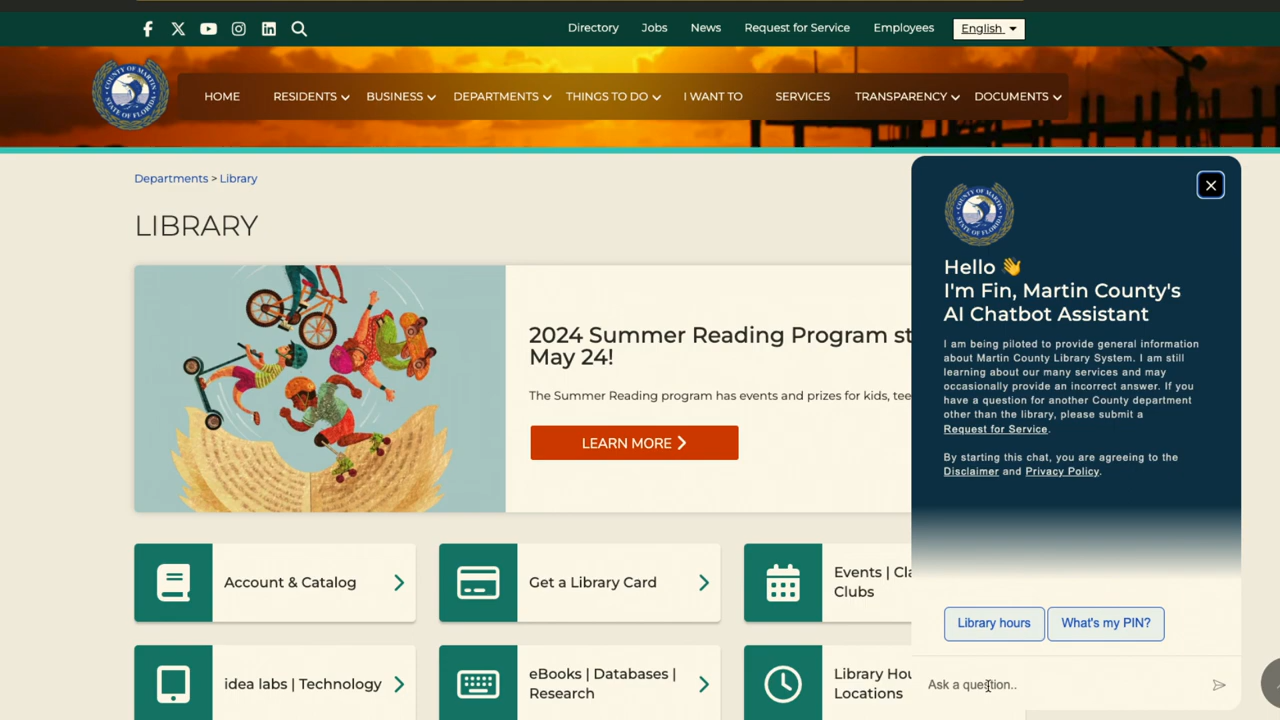 Directory Jobs News Request for Service Employees English
HOME RESIDENTS BUSINESS DEPARTMENTS THINGS TO DO I WANT TO SERVICES TRANSPARENCY DOCUMENTS
Departments > Library
LIBRARY
2024 Summer Reading Program st
May 24!
The Summer Reading program has events and prizes for kids, tee
LEARN MORE
Account & Catalog
Get a Library Card
Events | Cla
Clubs
idea labs | Technology
eBooks | Databases |
Research
Library Hou
Locations
COUNTY OF MARTIN
STATE OF FLORIDA
Hello 👋
I'm Fin, Martin County's
AI Chatbot Assistant
I am being piloted to provide general information
about Martin County Library System. I am still
learning about our many services and may
occasionally provide an incorrect answer. If you
have a question for another County department
other than the library, please submit a
Request for Service.
By starting this chat, you are agreeing to the
Disclaimer and Privacy Policy.
Library hours
What's my PIN?
Ask a question..